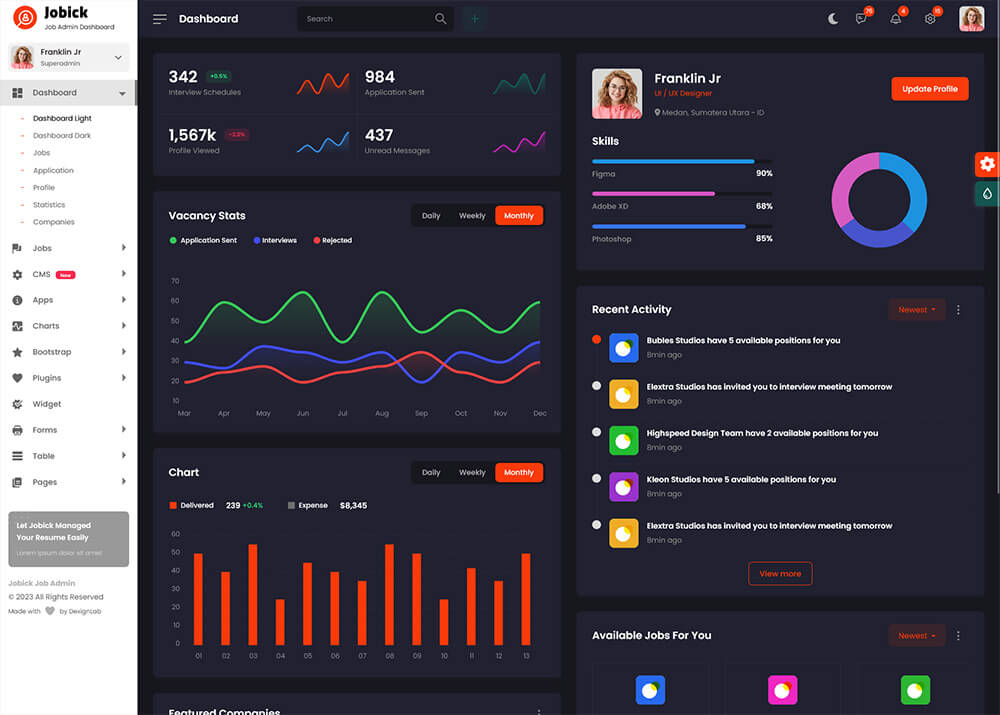 Jobick
Job Admin Dashboard
Franklin Jr
Superadmin
Dashboard
Dashboard Light
Dashboard Dark
Jobs
Application
Profile
Statistics
Companies
Jobs
CMS New
Apps
Charts
Bootstrap
Plugins
Widget
Forms
Table
Pages
Let Jobick Managed
Your Resume Easily
Lorem ipsum dolor sit amet
Jobick Job Admin
© 2023 All Rights Reserved
Made with by DexignLab
Dashboard
Search
+
76
4
15
342 +0.5%
Interview Schedules
984
Application Sent
1,567k -2.0%
Profile Viewed
437
Unread Messages
Vacancy Stats
Daily Weekly Monthly
Application Sent Interviews Rejected
70
60
50
40
30
20
10
Mar Apr May Jun Jul Aug Sep Oct Nov Dec
Chart
Daily Weekly Monthly
Delivered 239 +0.4% Expense $8,345
60
50
40
30
20
10
0
01 02 03 04 05 06 07 08 09 10 11 12 13
Featured Companies
Franklin Jr
UI / UX Designer
Medan, Sumatera Utara - ID
Update Profile
Skills
Figma 90%
Adobe XD 68%
Photoshop 85%
Recent Activity
Newest
Bubles Studios have 5 available positions for you
8min ago
Elextra Studios has invited you to interview meeting tomorrow
8min ago
Highspeed Design Team have 2 available positions for you
8min ago
Kleon Studios have 5 available positions for you
8min ago
Elextra Studios has invited you to interview meeting tomorrow
8min ago
View more
Available Jobs For You
Newest